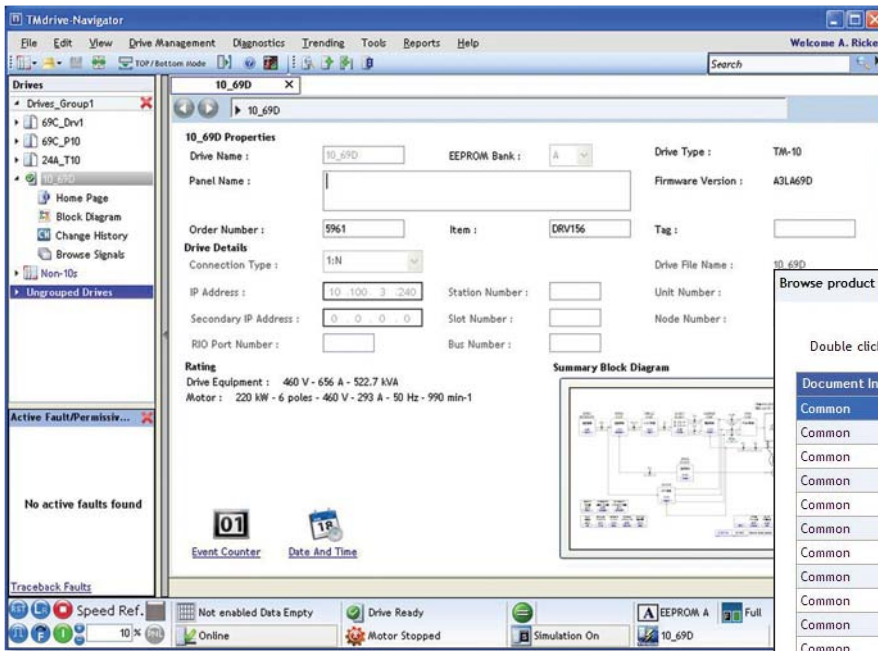 TMdrive-Navigator
File Edit View Drive Management Diagnostics Trending Tools Reports Help Welcome A. Ricke
TOP/Bottom Mode Search
Drives
Drives_Group1
69C_Drv1
69C_P10
24A_T10
10_69D
Home Page
Block Diagram
Change History
Browse Signals
Non-10s
Ungrouped Drives
Active Fault/Permissiv...
No active faults found
Traceback Faults
10_69D X
10_69D
10_69D Properties
Drive Name : 10_69D EEPROM Bank : A Drive Type : TM-10
Panel Name : Firmware Version : A3LA69D
Order Number : 5961 Item : DRV156 Tag :
Drive Details
Connection Type : 1:N Drive File Name : 10_69D
IP Address : 10 .100. 3 .240 Station Number : Unit Number :
Secondary IP Address : 0 . 0 . 0 . 0 Slot Number : Node Number :
RIO Port Number : Bus Number :
Rating
Drive Equipment : 460 V - 656 A - 522.7 kVA
Motor : 220 kW - 6 poles - 460 V - 293 A - 50 Hz - 990 min-1
Summary Block Diagram
01
Event Counter
18
Date And Time
Browse product
Double clic
Document In
Common
Common
Common
Common
Common
Common
Common
Common
Common
Common
Common
Speed Ref.
10 %
Not enabled Data Empty Drive Ready A EEPROM A Full
Online Motor Stopped Simulation On 10_69D